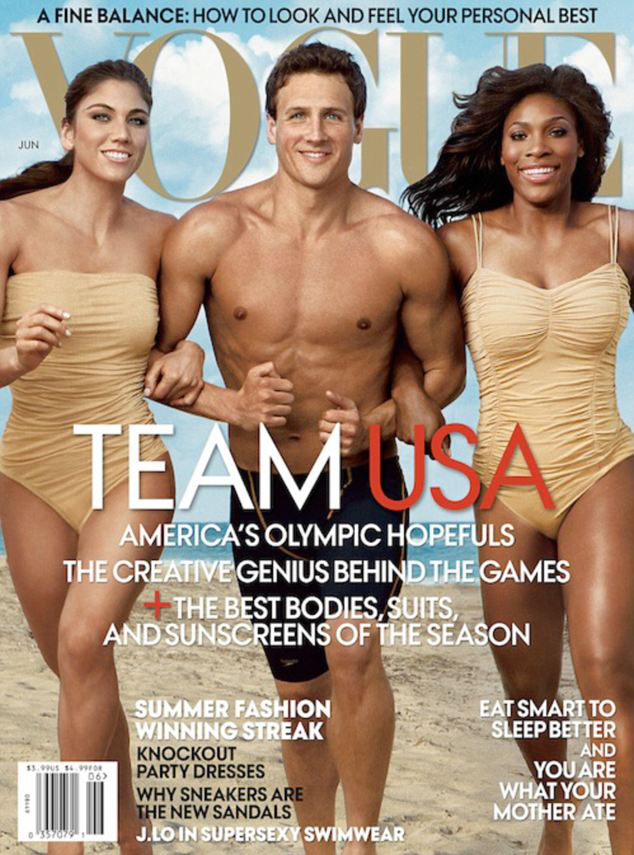 A FINE BALANCE: HOW TO LOOK AND FEEL YOUR PERSONAL BEST
VOGUE
JUN
TEAM USA
AMERICA'S OLYMPIC HOPEFULS
THE CREATIVE GENIUS BEHIND THE GAMES
+ THE BEST BODIES, SUITS,
AND SUNSCREENS OF THE SEASON
SUMMER FASHION
WINNING STREAK
KNOCKOUT
PARTY DRESSES
WHY SNEAKERS ARE
THE NEW SANDALS
J.LO IN SUPERSEXY SWIMWEAR
EAT SMART TO
SLEEP BETTER
AND
YOU ARE
WHAT YOUR
MOTHER ATE
$3.99US $4.99FOR
06>
0 357079 1